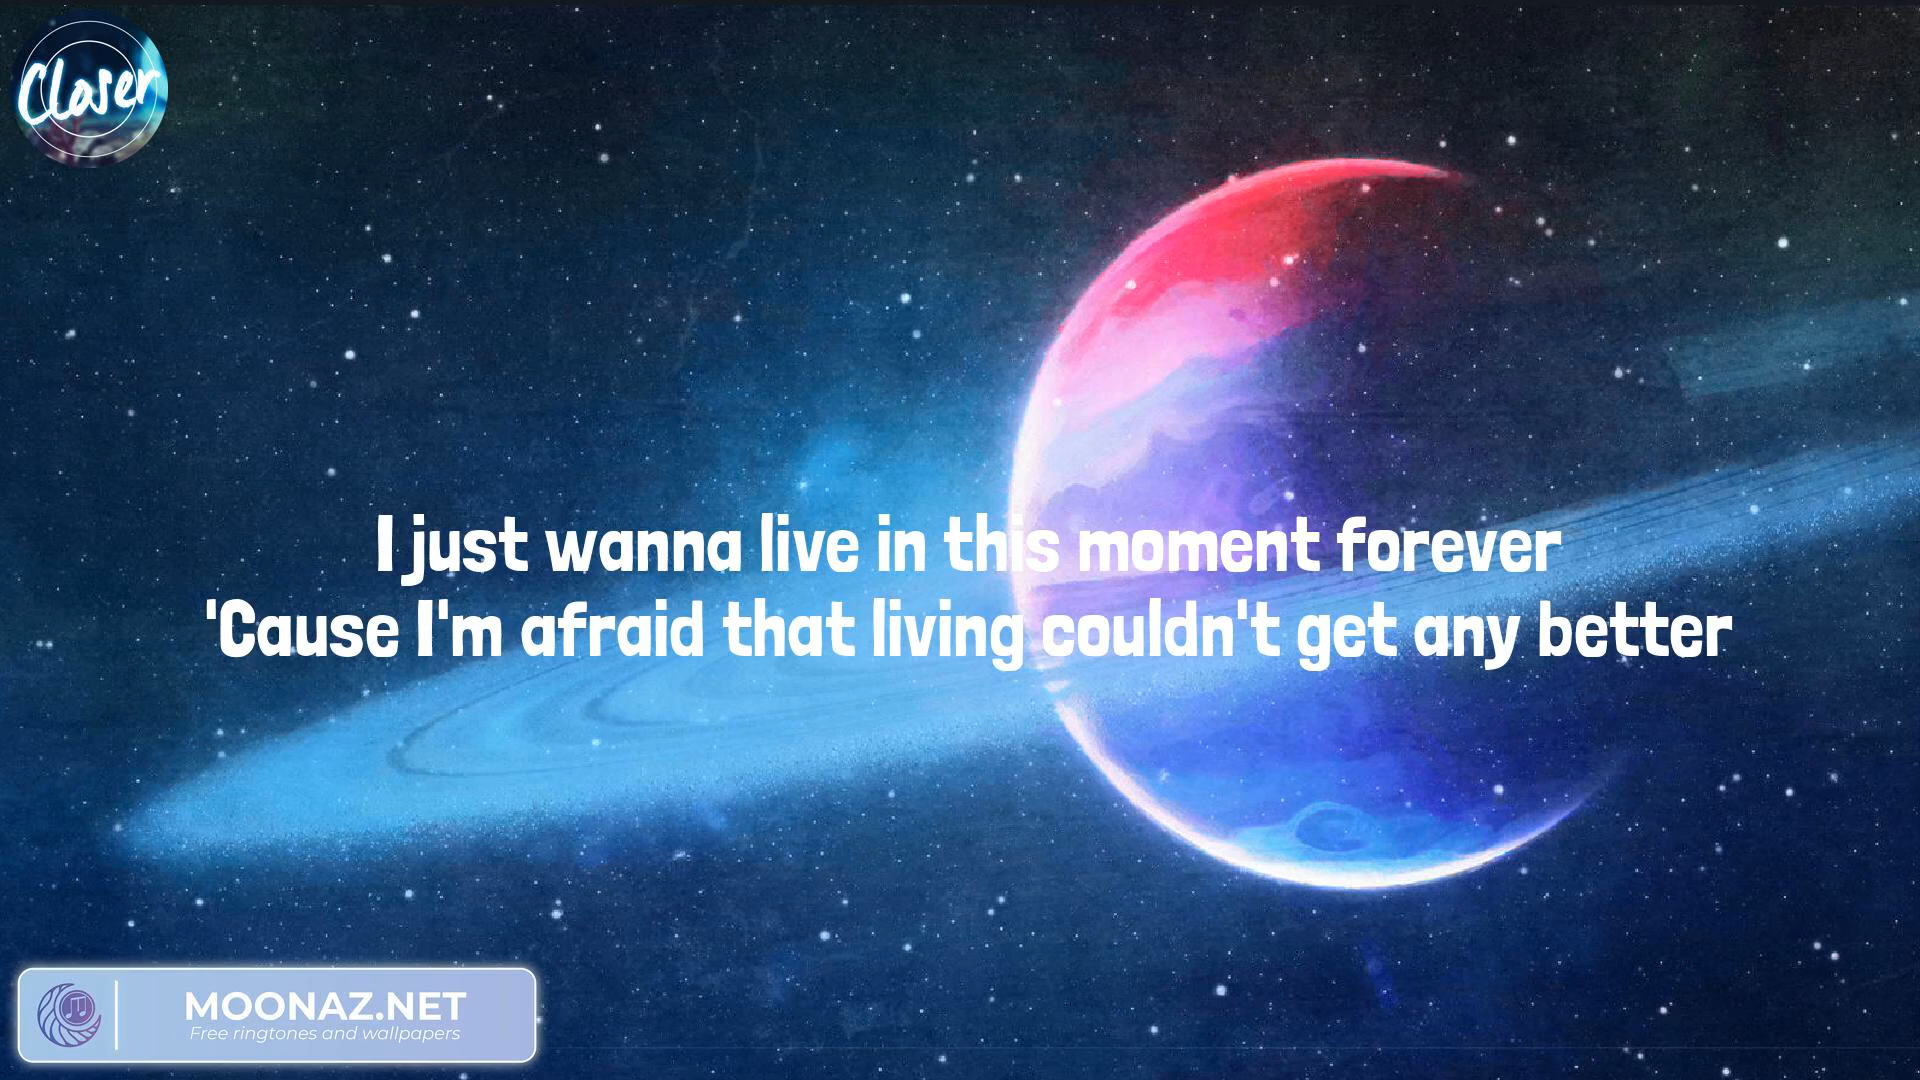 Closer
I just wanna live in this moment forever
'Cause I'm afraid that living couldn't get any better
MOONAZ.NET
Free ringtones and wallpapers